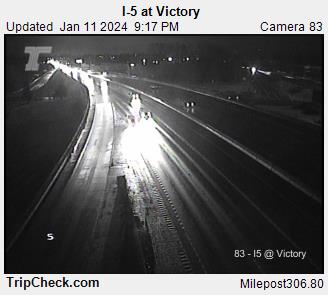 I-5 at Victory
Updated Jan 11 2024 9:17 PM Camera 83
T
S
83 - I5 @ Victory
TripCheck.com Milepost306.80